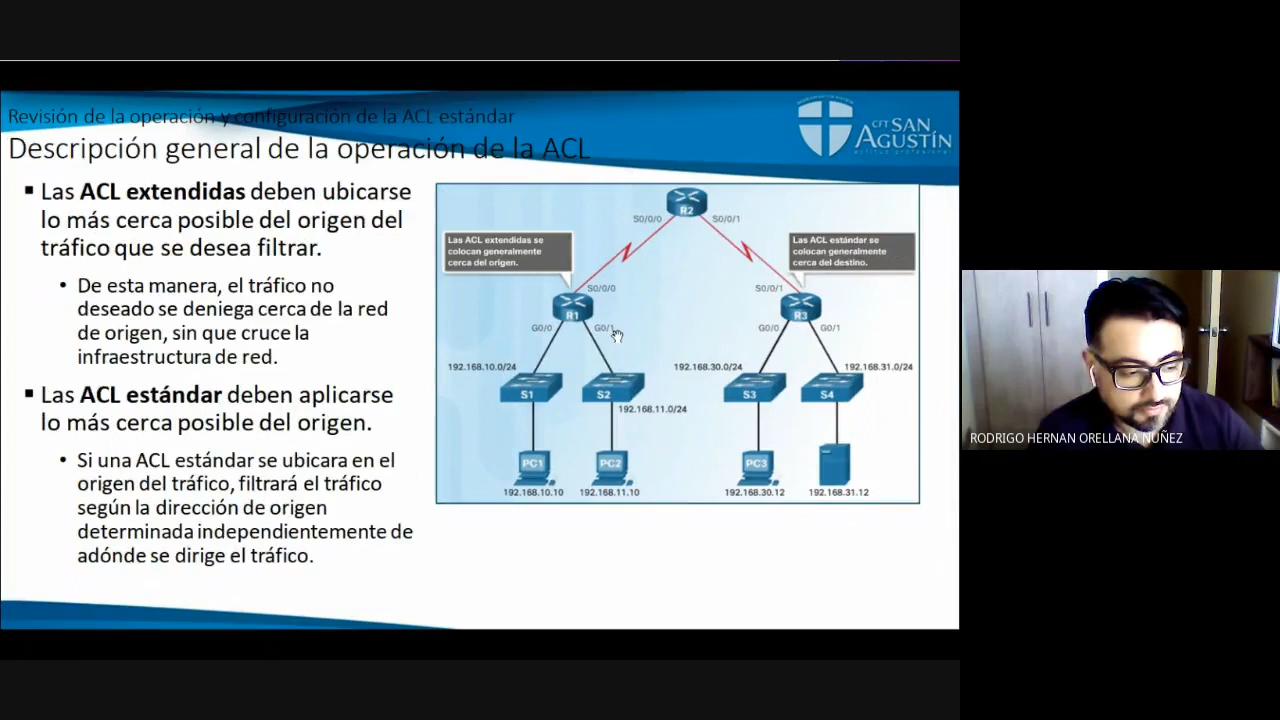 Revisión de la operación y configuración de la ACL estándar
Descripción general de la operación de la ACL
CFT SAN
AGUSTÍN
▪ Las ACL extendidas deben ubicarse
lo más cerca posible del origen del
tráfico que se desea filtrar.
• De esta manera, el tráfico no
deseado se deniega cerca de la red
de origen, sin que cruce la
infraestructura de red.
▪ Las ACL estándar deben aplicarse
lo más cerca posible del origen.
• Si una ACL estándar se ubicara en el
origen del tráfico, filtrará el tráfico
según la dirección de origen
determinada independientemente de
adónde se dirige el tráfico.
R2
S0/0/0
S0/0/1
Las ACL extendidas se
colocan generalmente
cerca del origen.
Las ACL estándar se
colocan generalmente
cerca del destino.
S0/0/0
S0/0/1
R1
R3
G0/0
G0/1
G0/0
G0/1
192.168.10.0/24
192.168.30.0/24
192.168.31.0/24
S1
S2
S3
S4
192.168.11.0/24
PC1
PC2
PC3
192.168.10.10
192.168.11.10
192.168.30.12
192.168.31.12
RODRIGO HERNAN ORELLANA NUÑEZ